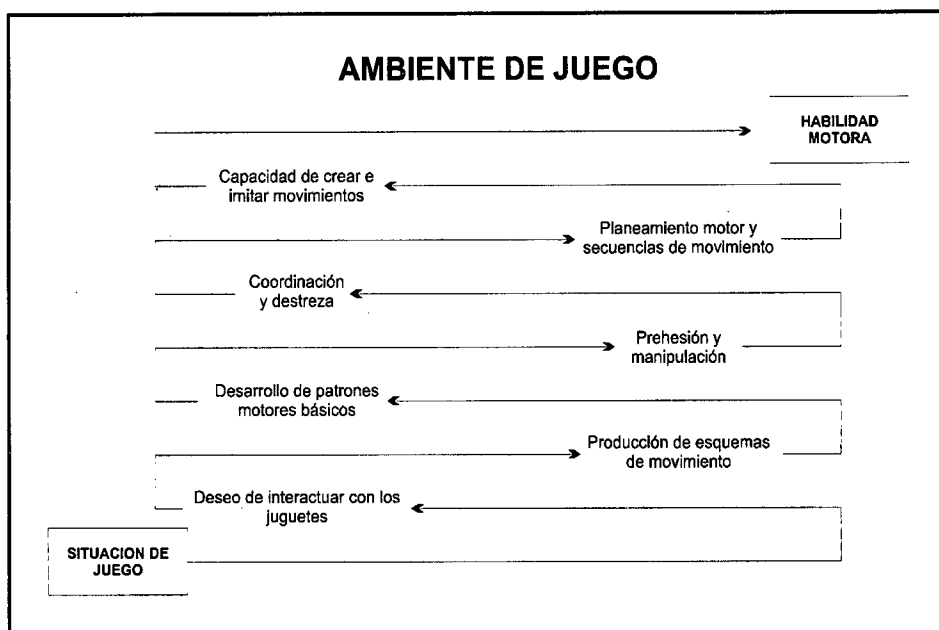 AMBIENTE DE JUEGO
HABILIDAD
MOTORA
Capacidad de crear e
imitar movimientos
Planeamiento motor y
secuencias de movimiento
Coordinación
y destreza
Prehesión y
manipulación
Desarrollo de patrones
motores básicos
Producción de esquemas
de movimiento
Deseo de interactuar con los
juguetes
SITUACION DE
JUEGO